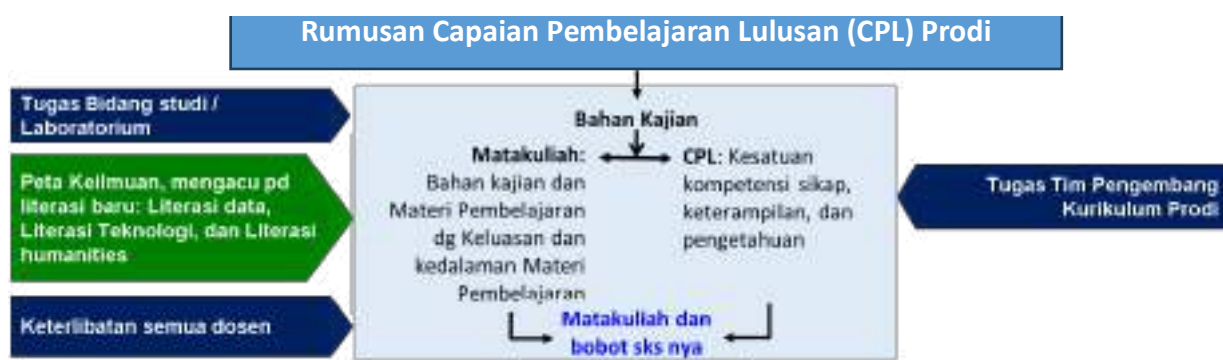 Rumusan Capaian Pembelajaran Lulusan (CPL) Prodi
Tugas Bidang studi /
Laboratorium
Peta Keilmuan, mengacu pd
literasi baru: Literasi data,
Literasi Teknologi, dan Literasi
humanities
Keterlibatan semua dosen
Bahan Kajian
Matakuliah:
Bahan kajian dan
Materi Pembelajaran
dg Keluasan dan
kedalaman Materi
Pembelajaran
CPL: Kesatuan
kompetensi sikap,
keterampilan, dan
pengetahuan
Matakuliah dan
bobot sks nya
Tugas Tim Pengembang
Kurikulum Prodi